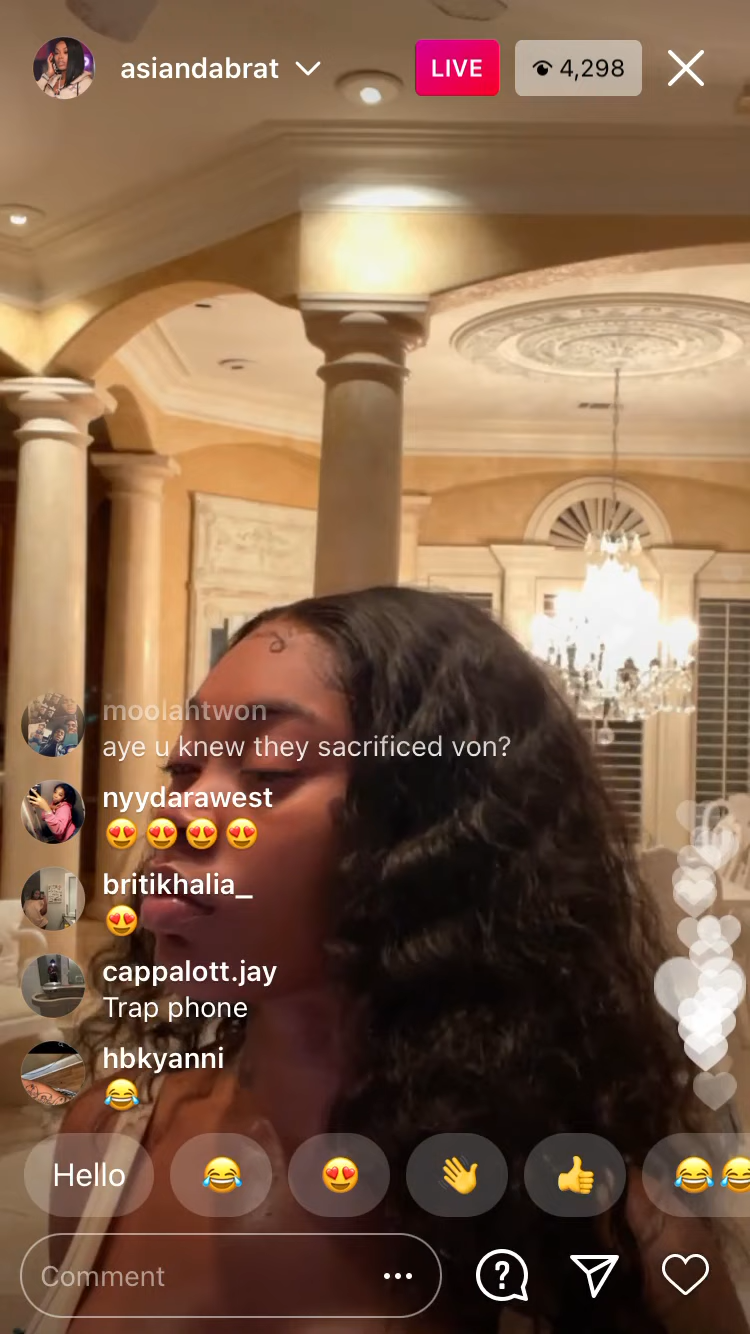 asiandabrat
LIVE
4,298
moolahtwon
aye u knew they sacrificed von?
nyydarawest
😍😍😍😍
britikhalia_
😍
cappalott.jay
Trap phone
hbkyanni
😂
Hello 😂 😍 👋 👍 😂😂
Comment